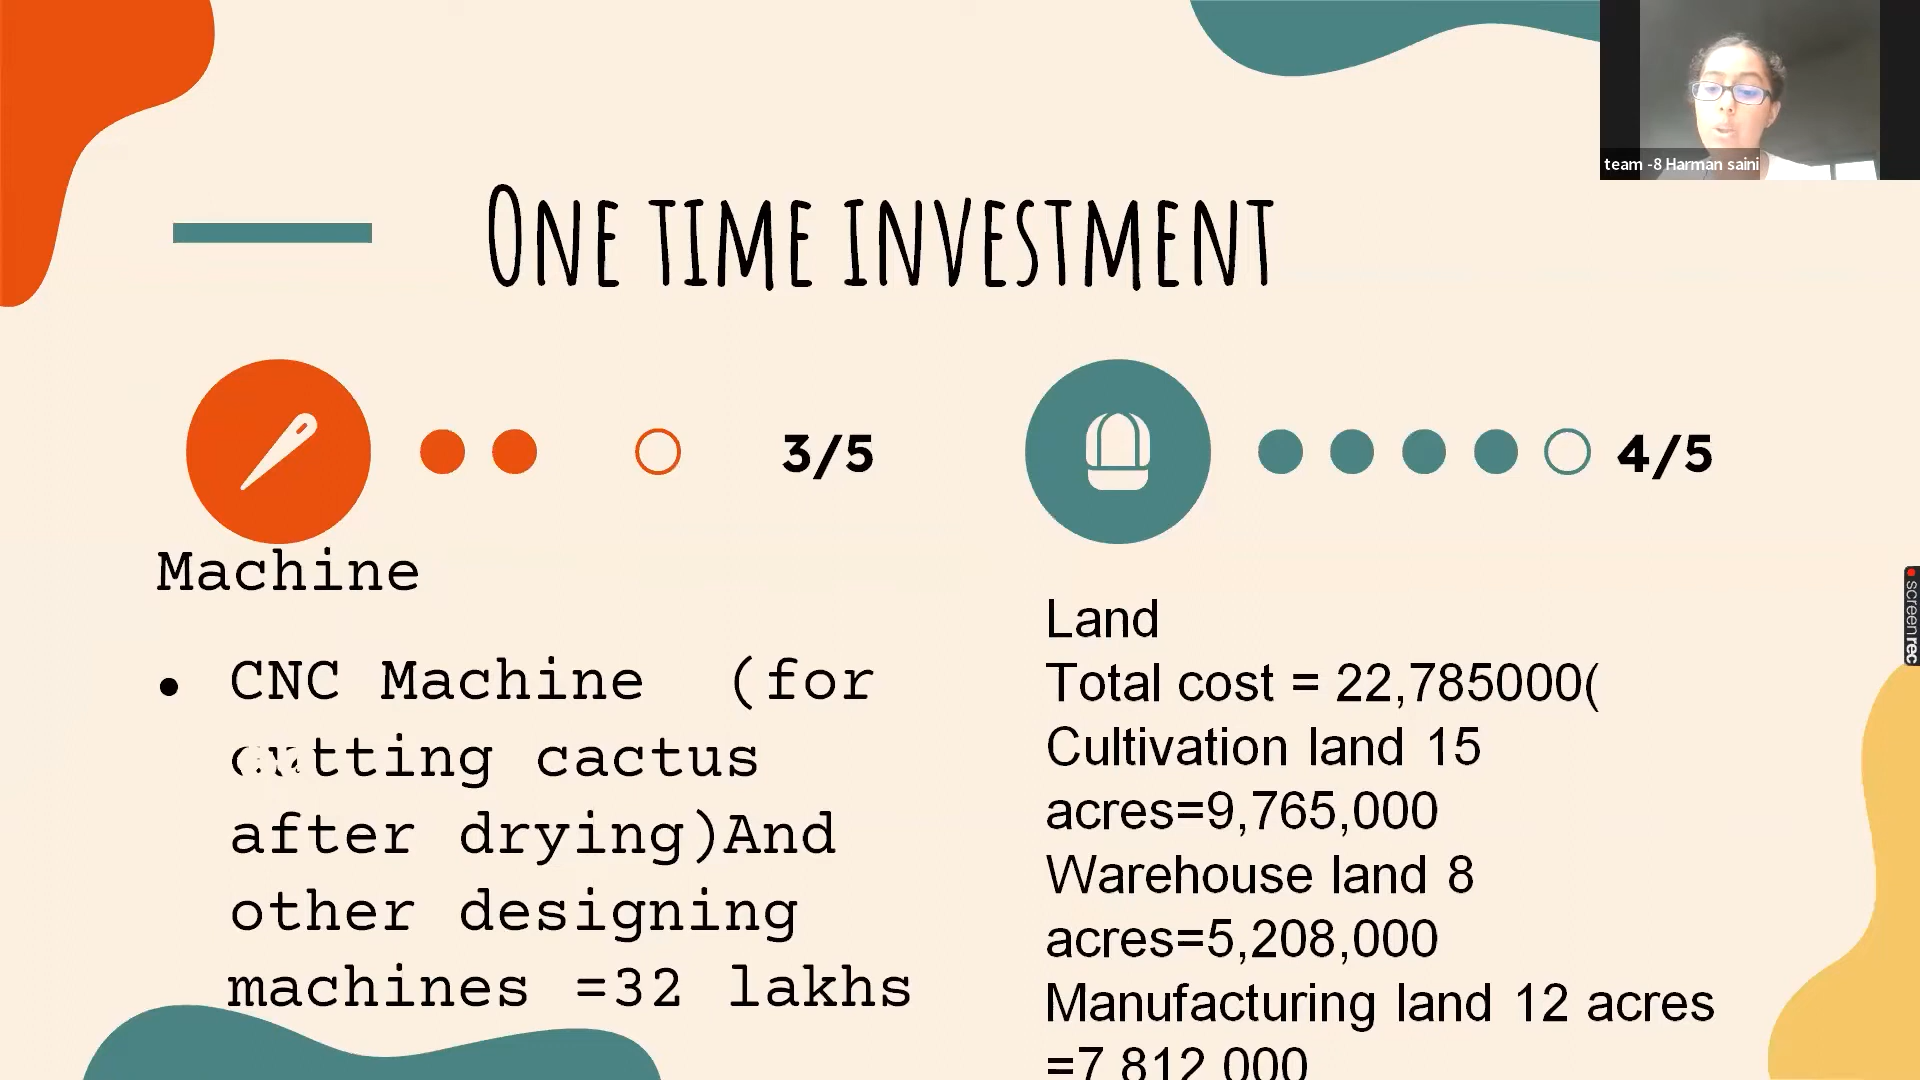 team -8 Harman saini
One time investment
3/5
4/5
Machine
• CNC Machine (for
cutting cactus
after drying)And
other designing
machines =32 lakhs
Land
Total cost = 22,785000(
Cultivation land 15
acres=9,765,000
Warehouse land 8
acres=5,208,000
Manufacturing land 12 acres
=7,812,000
screenrec